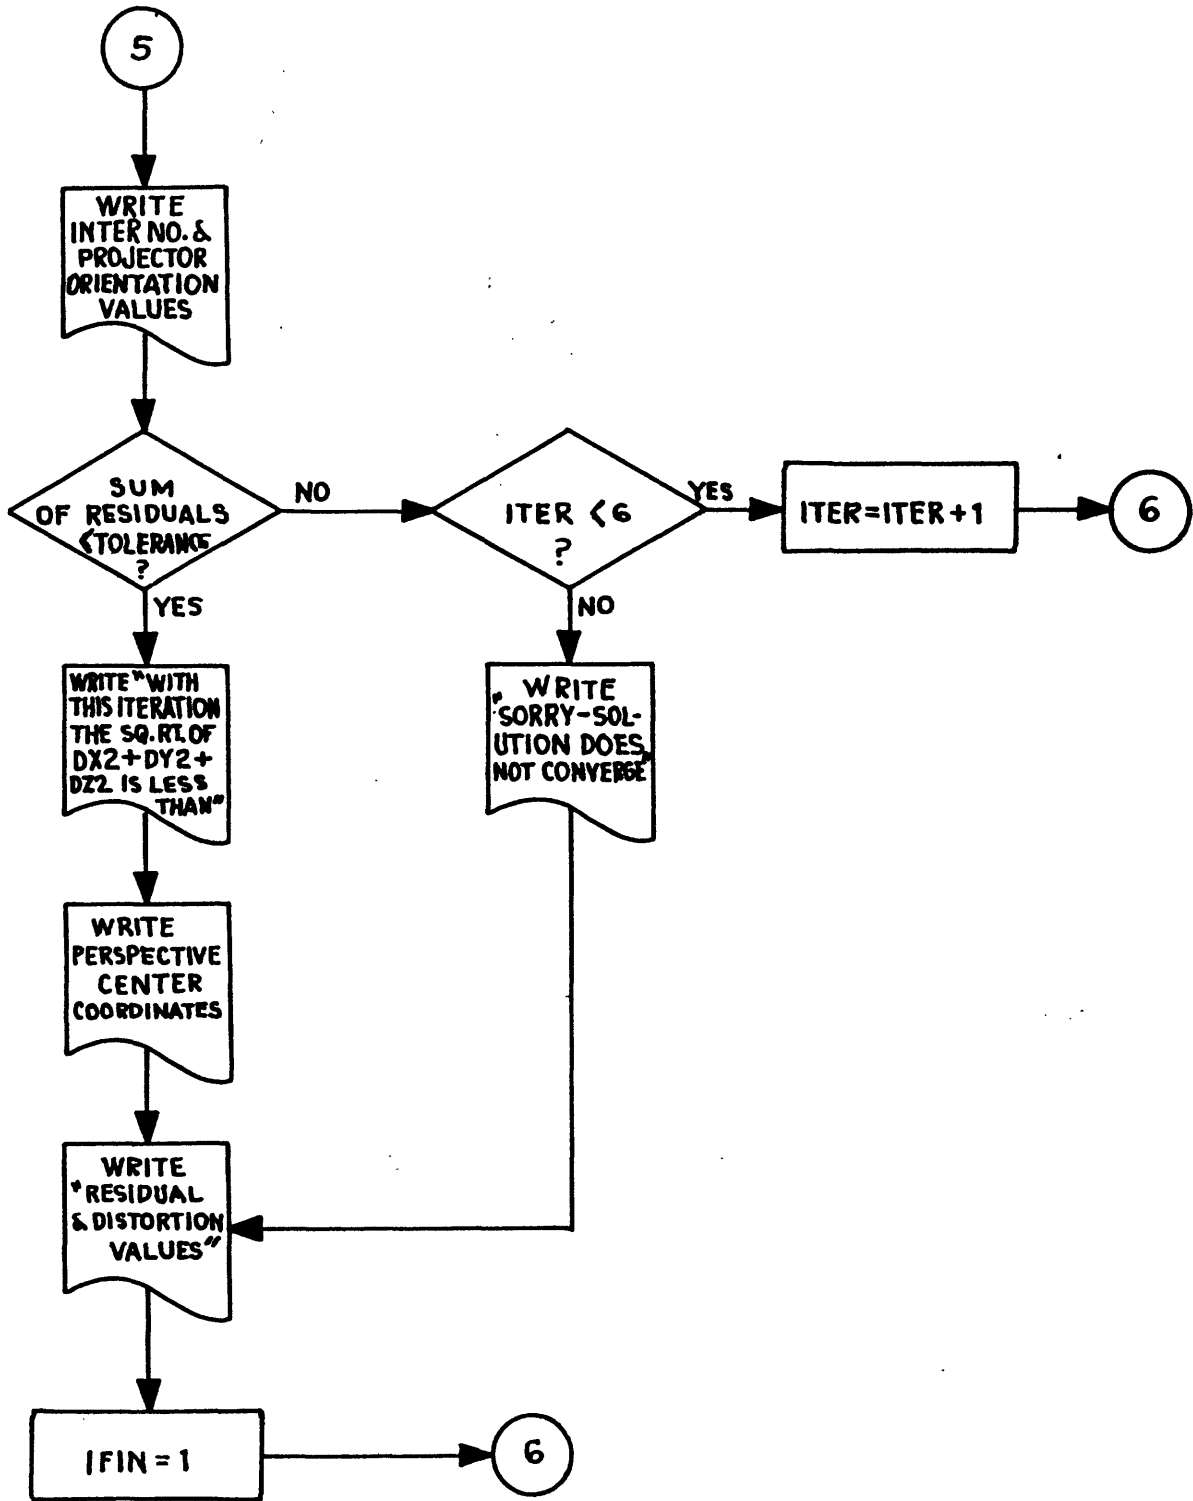 5
WRITE
INTER NO. &
PROJECTOR
ORIENTATION
VALUES
SUM
OF RESIDUALS
<TOLERANCE
?
NO
ITER <6
?
YES
ITER=ITER+1
6
YES
NO
WRITE "WITH
THIS ITERATION
THE SQ.RT. OF
DX2+DY2+
DZ2 IS LESS
THAN"
WRITE
"SORRY-SOL-
UTION DOES
NOT CONVERGE"
WRITE
PERSPECTIVE
CENTER
COORDINATES
WRITE
"RESIDUAL
& DISTORTION
VALUES"
IFIN=1
6